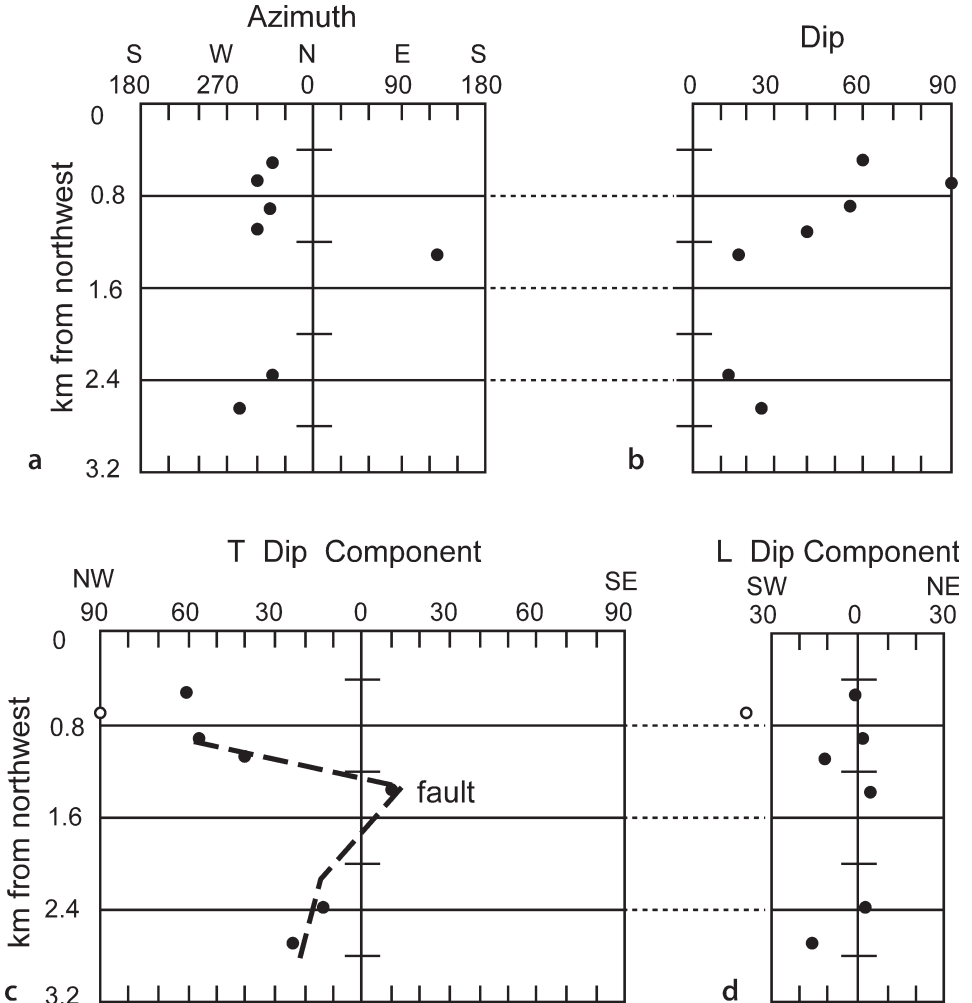 Azimuth
S W N E S
180 270 0 90 180
0
0.8
1.6
2.4
3.2
km from northwest
a
Dip
0 30 60 90
b
T Dip Component
NW SE
90 60 30 0 30 60 90
0
0.8
1.6
2.4
3.2
km from northwest
fault
c
L Dip Component
SW NE
30 0 30
d